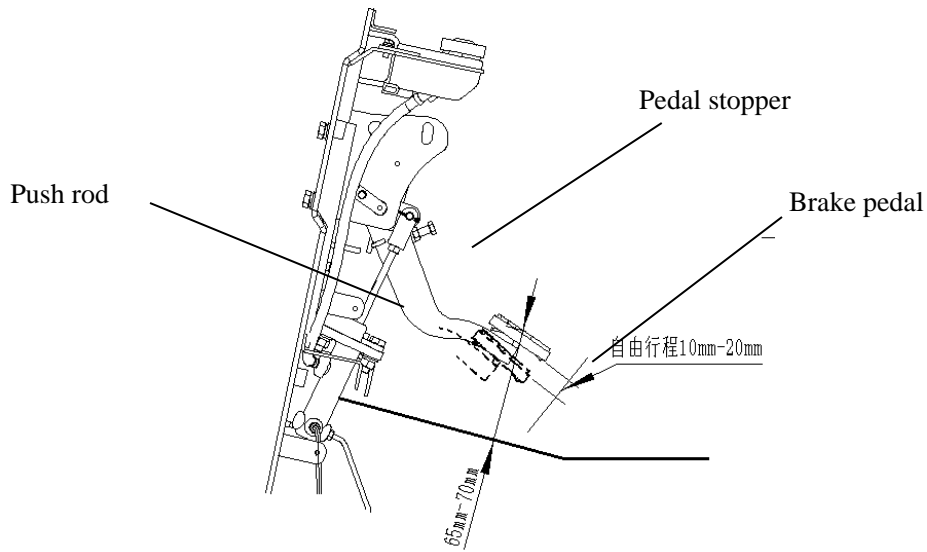 Pedal stopper
Push rod
Brake pedal
自由行程10mm-20mm
65mm-70mm